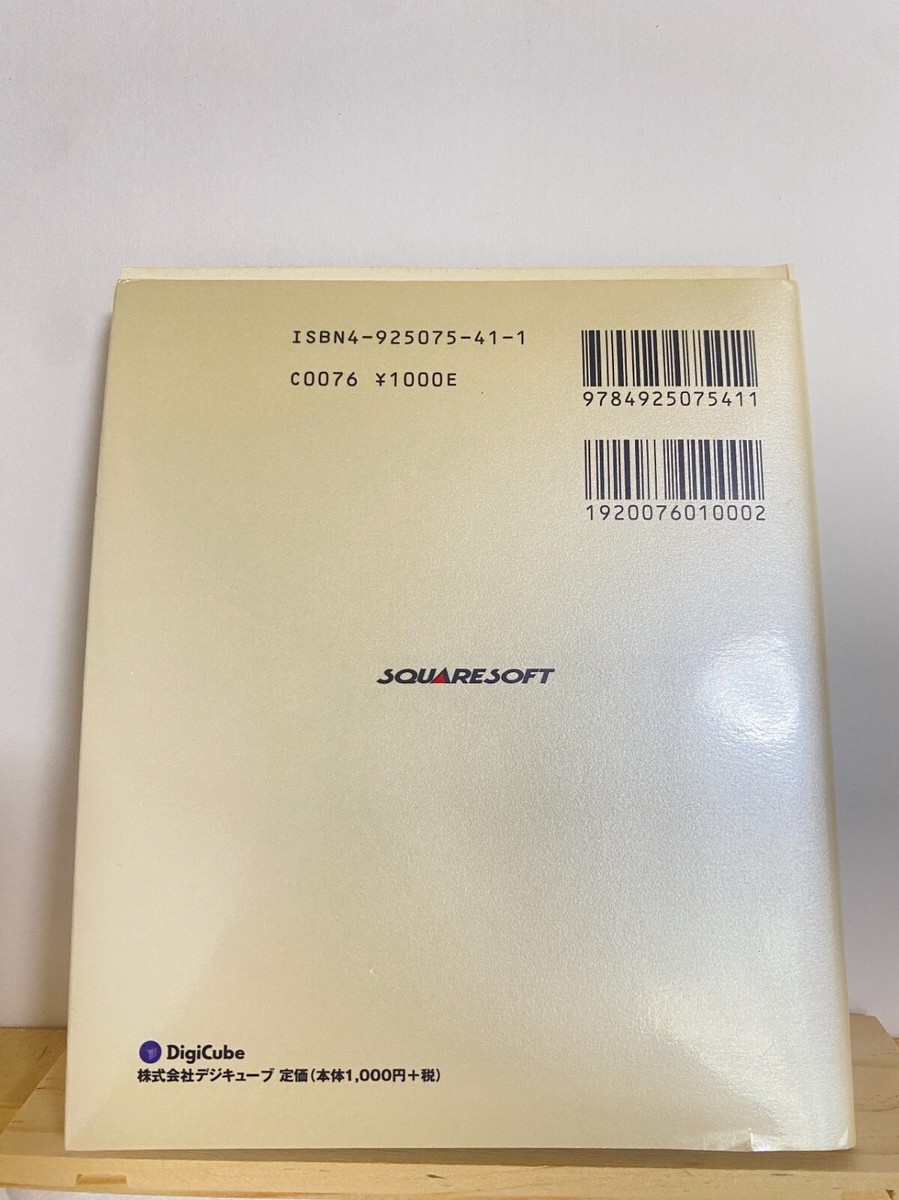 ISBN4-925075-41-1
C0076 ¥1000E
9784925075411
1920076010002
SQUARESOFT
DigiCube
株式会社デジキューブ 定価(本体1,000円+税)